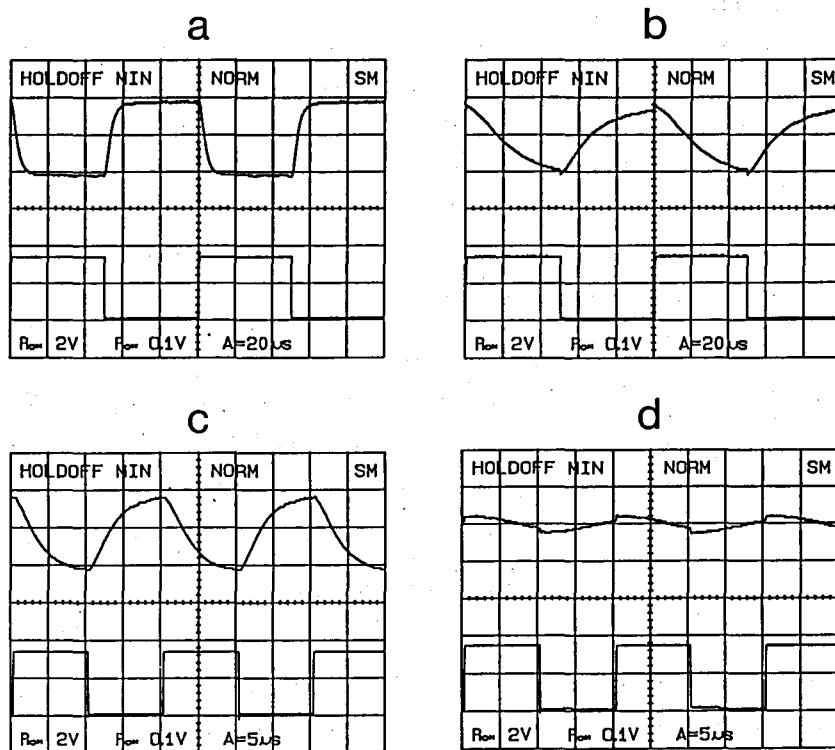 a
HOLDOFF MIN NORM SM
2V 0.1V A=20µs
b
HOLDOFF MIN NORM SM
2V 0.1V A=20µs
c
HOLDOFF MIN NORM SM
2V 0.1V A=5µs
d
HOLDOFF MIN NORM SM
2V 0.1V A=5µs